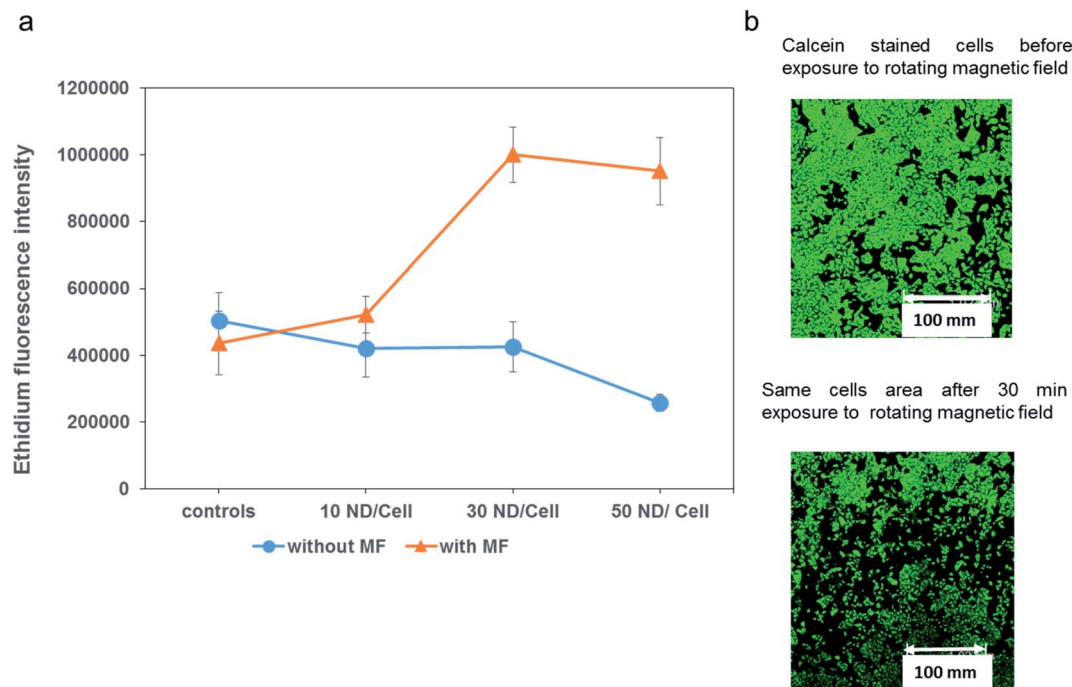 a
Ethidium fluorescence intensity
1200000
1000000
800000
600000
400000
200000
0
controls 10 ND/Cell 30 ND/Cell 50 ND/ Cell
without MF with MF
b
Calcein stained cells before
exposure to rotating magnetic field
100 mm
Same cells area after 30 min
exposure to rotating magnetic field
100 mm